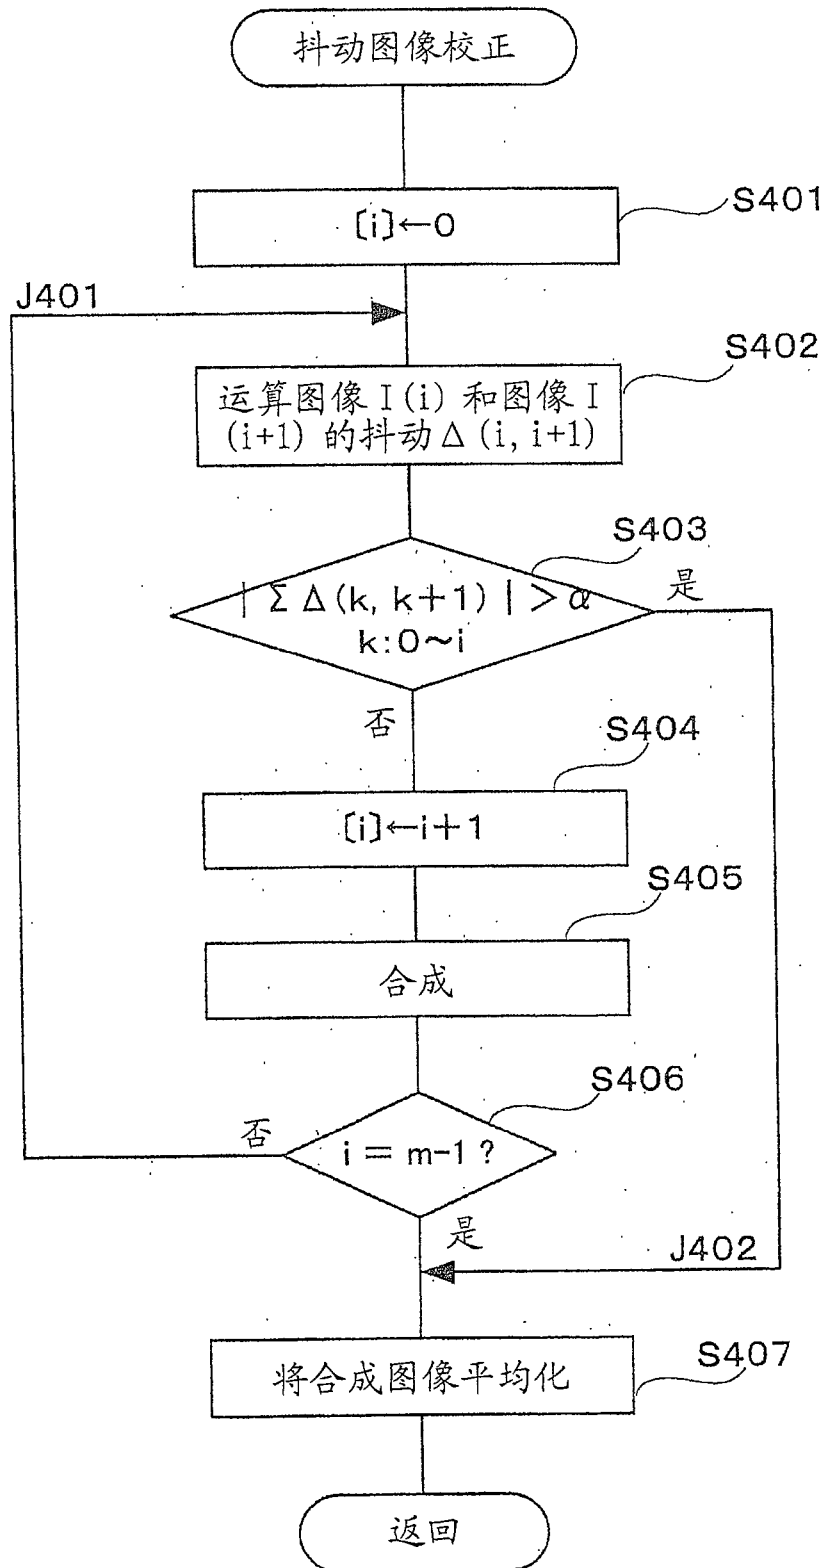 抖动图像校正
S401
[i]←0
J401
S402
运算图像 I(i) 和图像 I
(i+1) 的抖动 Δ(i, i+1)
S403
| Σ Δ(k, k+1) | > α
k:0~i
是
否
S404
[i]←i+1
S405
合成
S406
i = m-1 ?
否
是
J402
S407
将合成图像平均化
返回